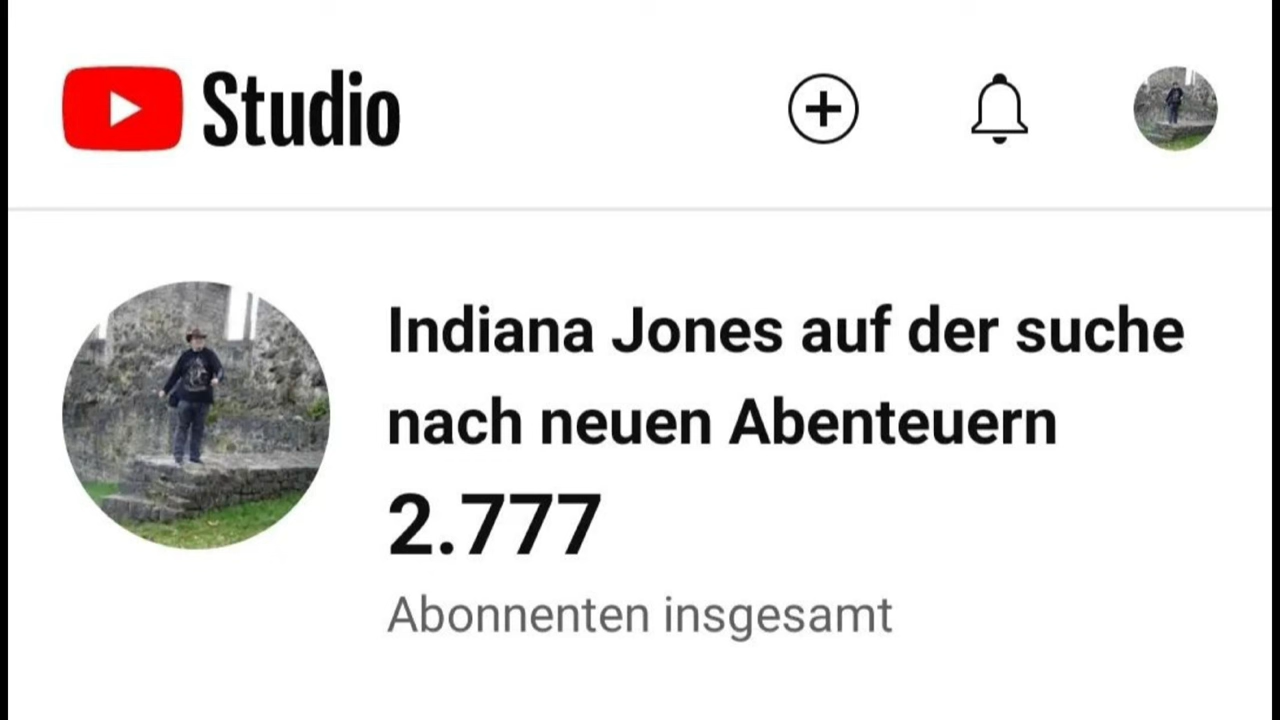 Studio
Indiana Jones auf der suche
nach neuen Abenteuern
2.777
Abonnenten insgesamt